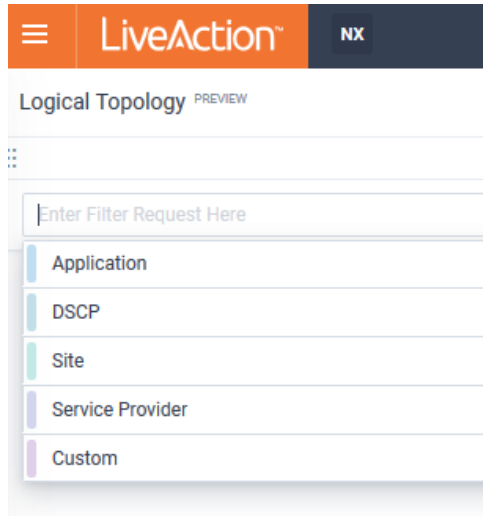 LiveAction™
NX
Logical Topology PREVIEW
Enter Filter Request Here
Application
DSCP
Site
Service Provider
Custom